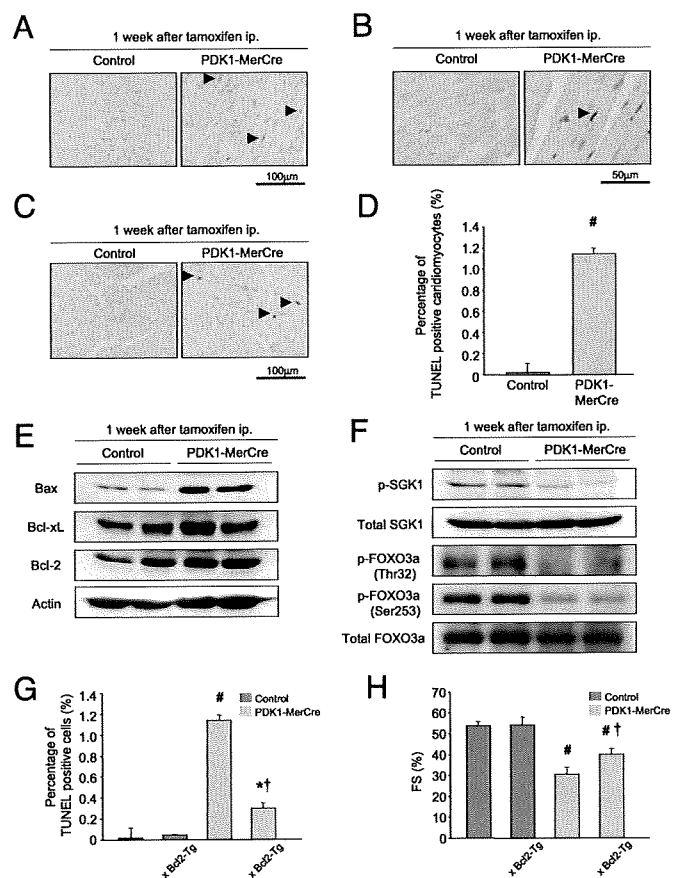 A
1 week after tamoxifen ip.
Control PDK1-MerCre
100µm
B
1 week after tamoxifen ip.
Control PDK1-MerCre
50µm
C
1 week after tamoxifen ip.
Control PDK1-MerCre
100µm
D
Percentage of
TUNEL positive cardiomyocytes (%)
1.4
1.2
1.0
0.8
0.6
0.4
0.2
0
#
Control PDK1-
MerCre
E
1 week after tamoxifen ip.
Control PDK1-MerCre
Bax
Bcl-xL
Bcl-2
Actin
F
1 week after tamoxifen ip.
Control PDK1-MerCre
p-SGK1
Total SGK1
p-FOXO3a
(Thr32)
p-FOXO3a
(Ser253)
Total FOXO3a
G
Percentage of
TUNEL positive cells (%)
1.4
1.2
1.0
0.8
0.6
0.4
0.2
0
Control
PDK1-MerCre
#
*†
x Bcl2-Tg
x Bcl2-Tg
H
FS (%)
70
60
50
40
30
20
10
0
Control
PDK1-MerCre
#
# †
x Bcl2-Tg
x Bcl2-Tg